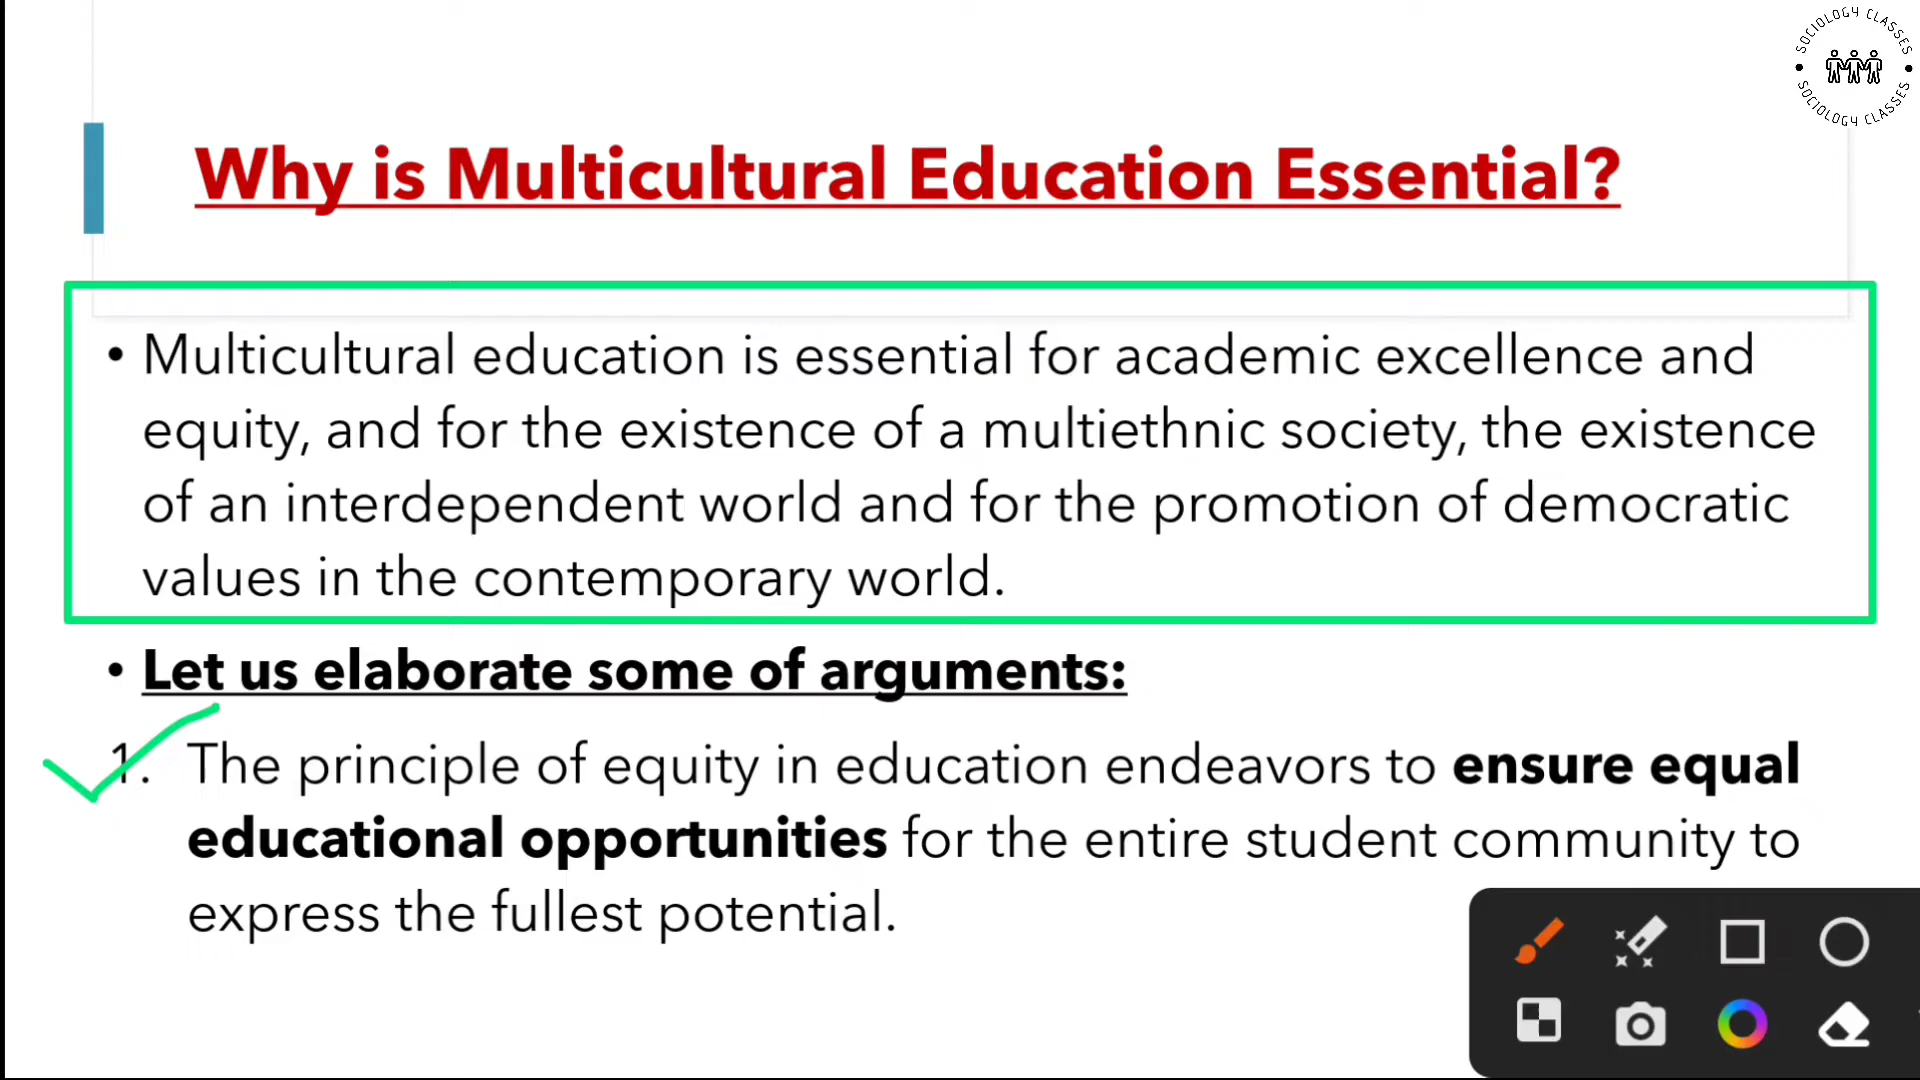 SOCIOLOGY CLASSES
SOCIOLOGY CLASSES
Why is Multicultural Education Essential?
• Multicultural education is essential for academic excellence and
equity, and for the existence of a multiethnic society, the existence
of an interdependent world and for the promotion of democratic
values in the contemporary world.
• Let us elaborate some of arguments:
1. The principle of equity in education endeavors to ensure equal
educational opportunities for the entire student community to
express the fullest potential.